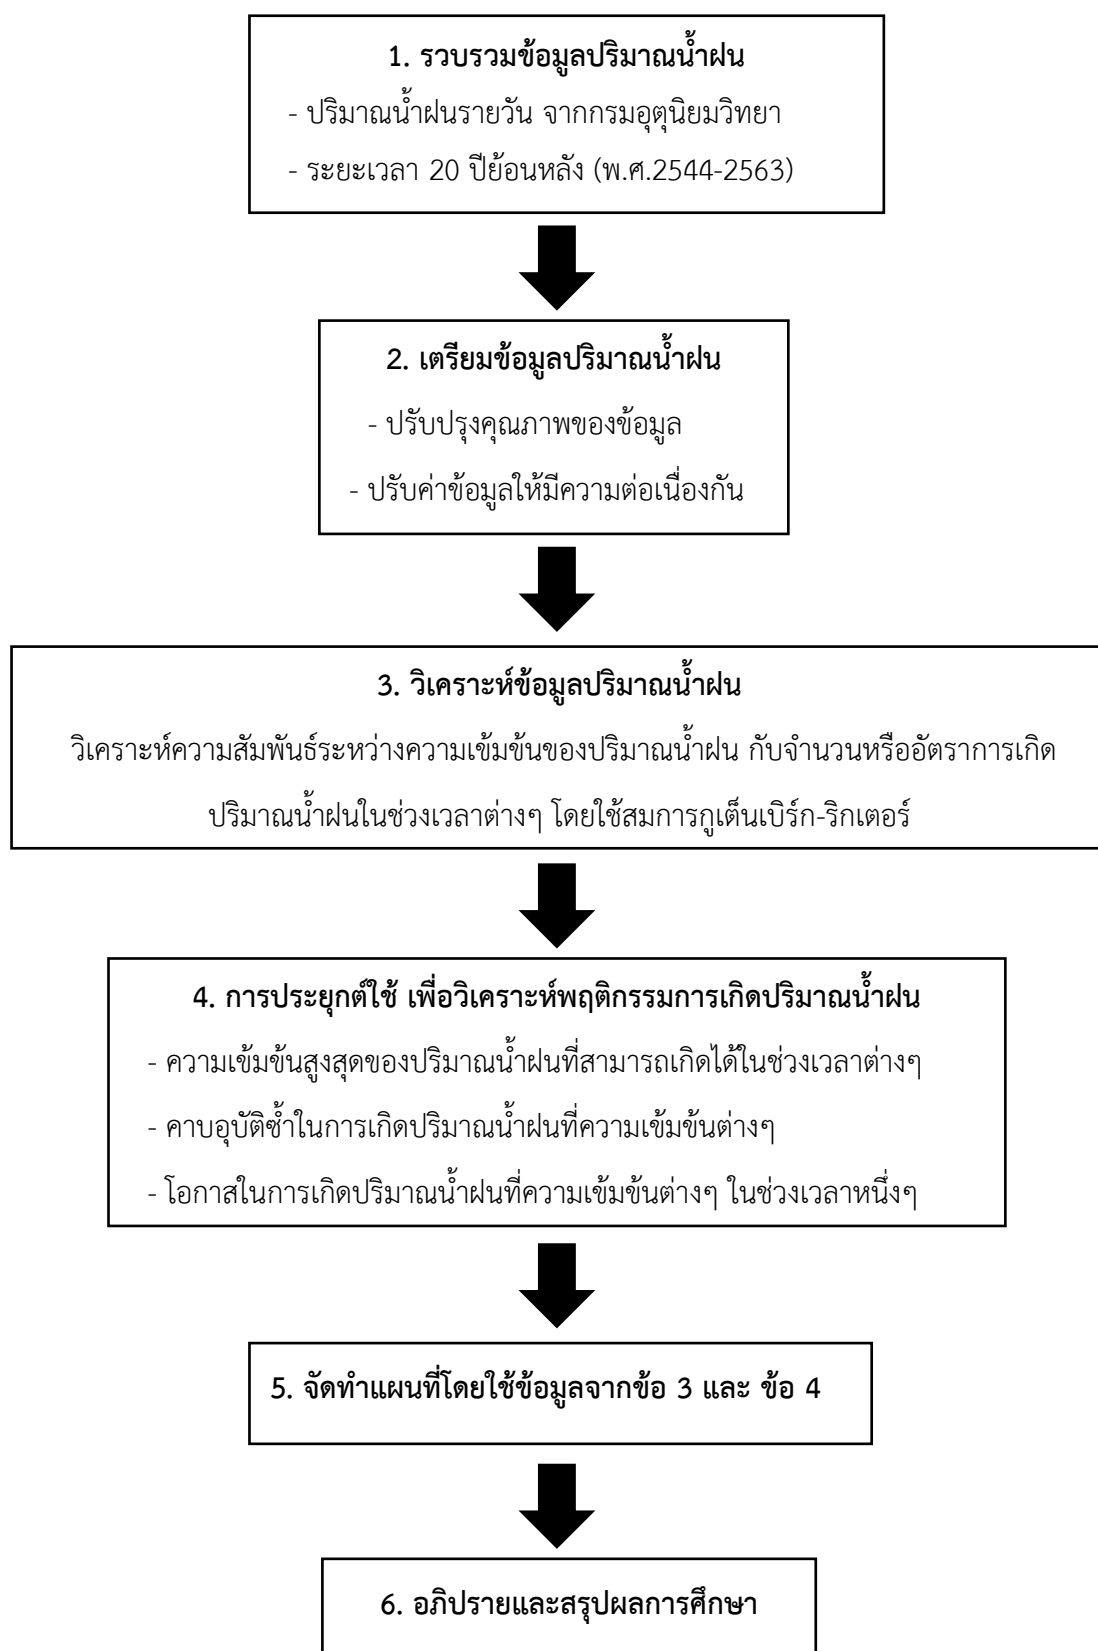 1. รวบรวมข้อมูลปริมาณน้ำฝน
- ปริมาณน้ำฝนรายวัน จากกรมอุตุนิยมวิทยา
- ระยะเวลา 20 ปีย้อนหลัง (พ.ศ.2544-2563)
2. เตรียมข้อมูลปริมาณน้ำฝน
- ปรับปรุงคุณภาพของข้อมูล
- ปรับค่าข้อมูลให้มีความต่อเนื่องกัน
3. วิเคราะห์ข้อมูลปริมาณน้ำฝน
วิเคราะห์ความสัมพันธ์ระหว่างความเข้มข้นของปริมาณน้ำฝน กับจำนวนหรืออัตราการเกิด
ปริมาณน้ำฝนในช่วงเวลาต่างๆ โดยใช้สมการกูเต็นเบิร์ก-ริกเตอร์
4. การประยุกต์ใช้ เพื่อวิเคราะห์พฤติกรรมการเกิดปริมาณน้ำฝน
- ความเข้มข้นสูงสุดของปริมาณน้ำฝนที่สามารถเกิดได้ในช่วงเวลาต่างๆ
- คาบอุบัติซ้ำในการเกิดปริมาณน้ำฝนที่ความเข้มข้นต่างๆ
- โอกาสในการเกิดปริมาณน้ำฝนที่ความเข้มข้นต่างๆ ในช่วงเวลาหนึ่งๆ
5. จัดทำแผนที่โดยใช้ข้อมูลจากข้อ 3 และ ข้อ 4
6. อภิปรายและสรุปผลการศึกษา